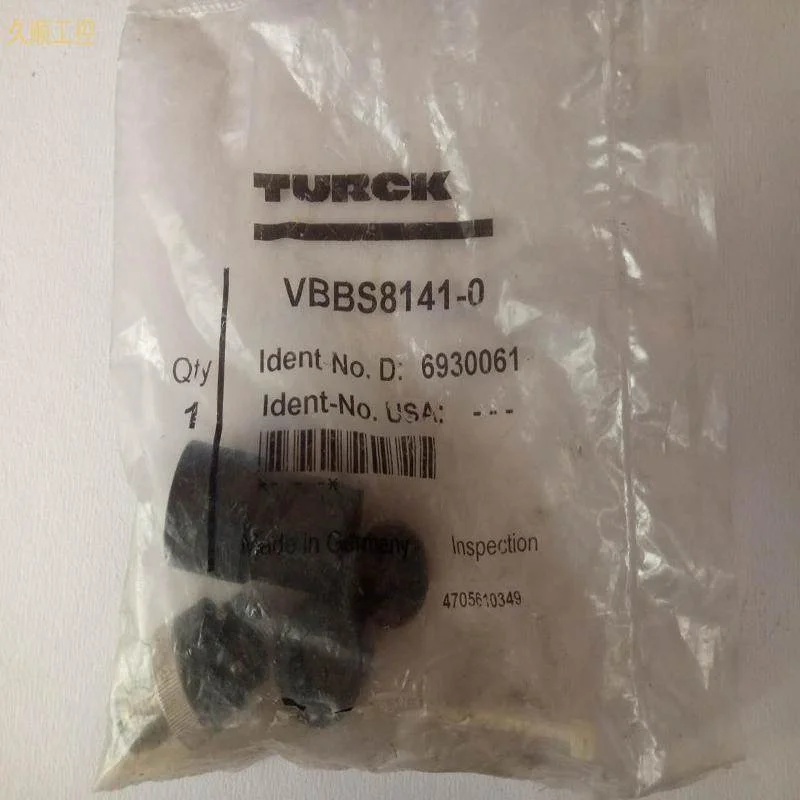 久顺工控
TURCK
VBBS8141-0
Qty
1
Ident No. D: 6930061
Ident-No. USA: ---
*- - -*
Made in Germany
Inspection
4705610349